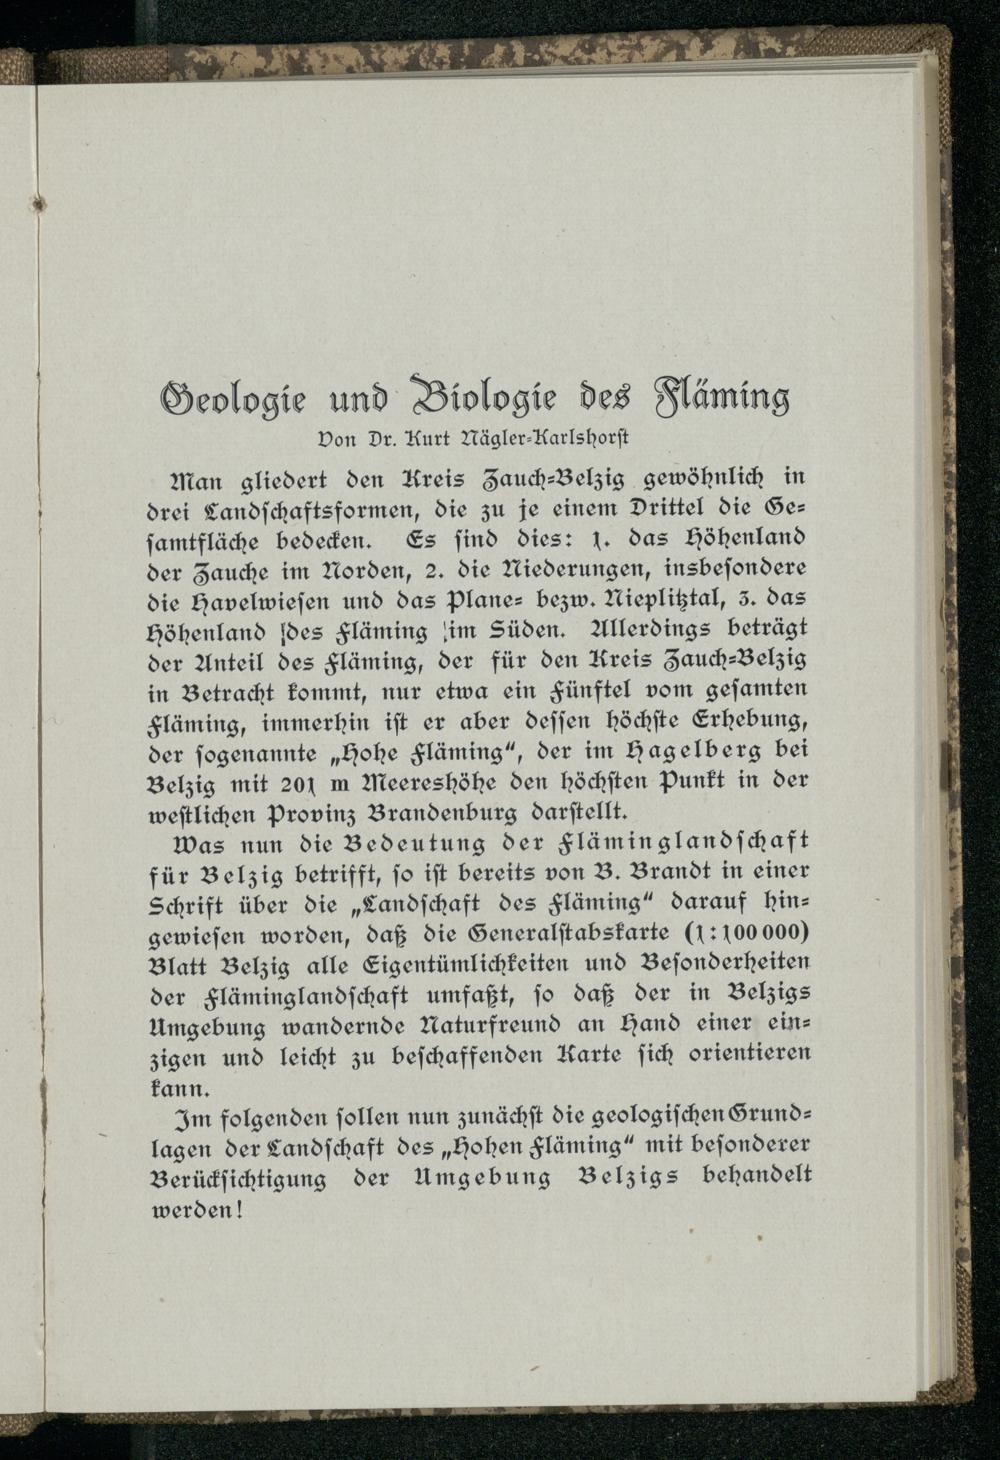 Geologie und Biologie des Fläming
Von Dr. Kurt Nägler-Karlshorst
Man gliedert den Kreis Zauch-Belzig gewöhnlich in
drei Landschaftsformen, die zu je einem Drittel die Ge-
samtfläche bedecken. Es sind dies: 1. das Höhenland
der Zauche im Norden, 2. die Niederungen, insbesondere
die Havelwiesen und das Plane- bezw. Nieplitztal, 3. das
Höhenland des Fläming im Süden. Allerdings beträgt
der Anteil des Fläming, der für den Kreis Zauch-Belzig
in Betracht kommt, nur etwa ein Fünftel vom gesamten
Fläming, immerhin ist er aber dessen höchste Erhebung,
der sogenannte „Hohe Fläming“, der im Hagelberg bei
Belzig mit 201 m Meereshöhe den höchsten Punkt in der
westlichen Provinz Brandenburg darstellt.
Was nun die Bedeutung der Fläminglandschaft
für Belzig betrifft, so ist bereits von B. Brandt in einer
Schrift über die „Landschaft des Fläming“ darauf hin-
gewiesen worden, daß die Generalstabskarte (1:100 000)
Blatt Belzig alle Eigentümlichkeiten und Besonderheiten
der Fläminglandschaft umfaßt, so daß der in Belzigs
Umgebung wandernde Naturfreund an Hand einer ein-
zigen und leicht zu beschaffenden Karte sich orientieren
kann.
Im folgenden sollen nun zunächst die geologischen Grund-
lagen der Landschaft des „Hohen Fläming“ mit besonderer
Berücksichtigung der Umgebung Belzigs behandelt
werden!